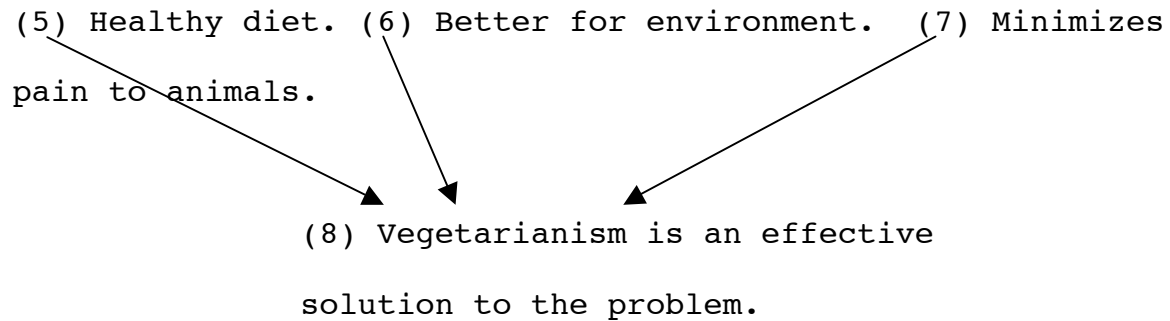 (5) Healthy diet. (6) Better for environment. (7) Minimizes
pain to animals.
(8) Vegetarianism is an effective
solution to the problem.